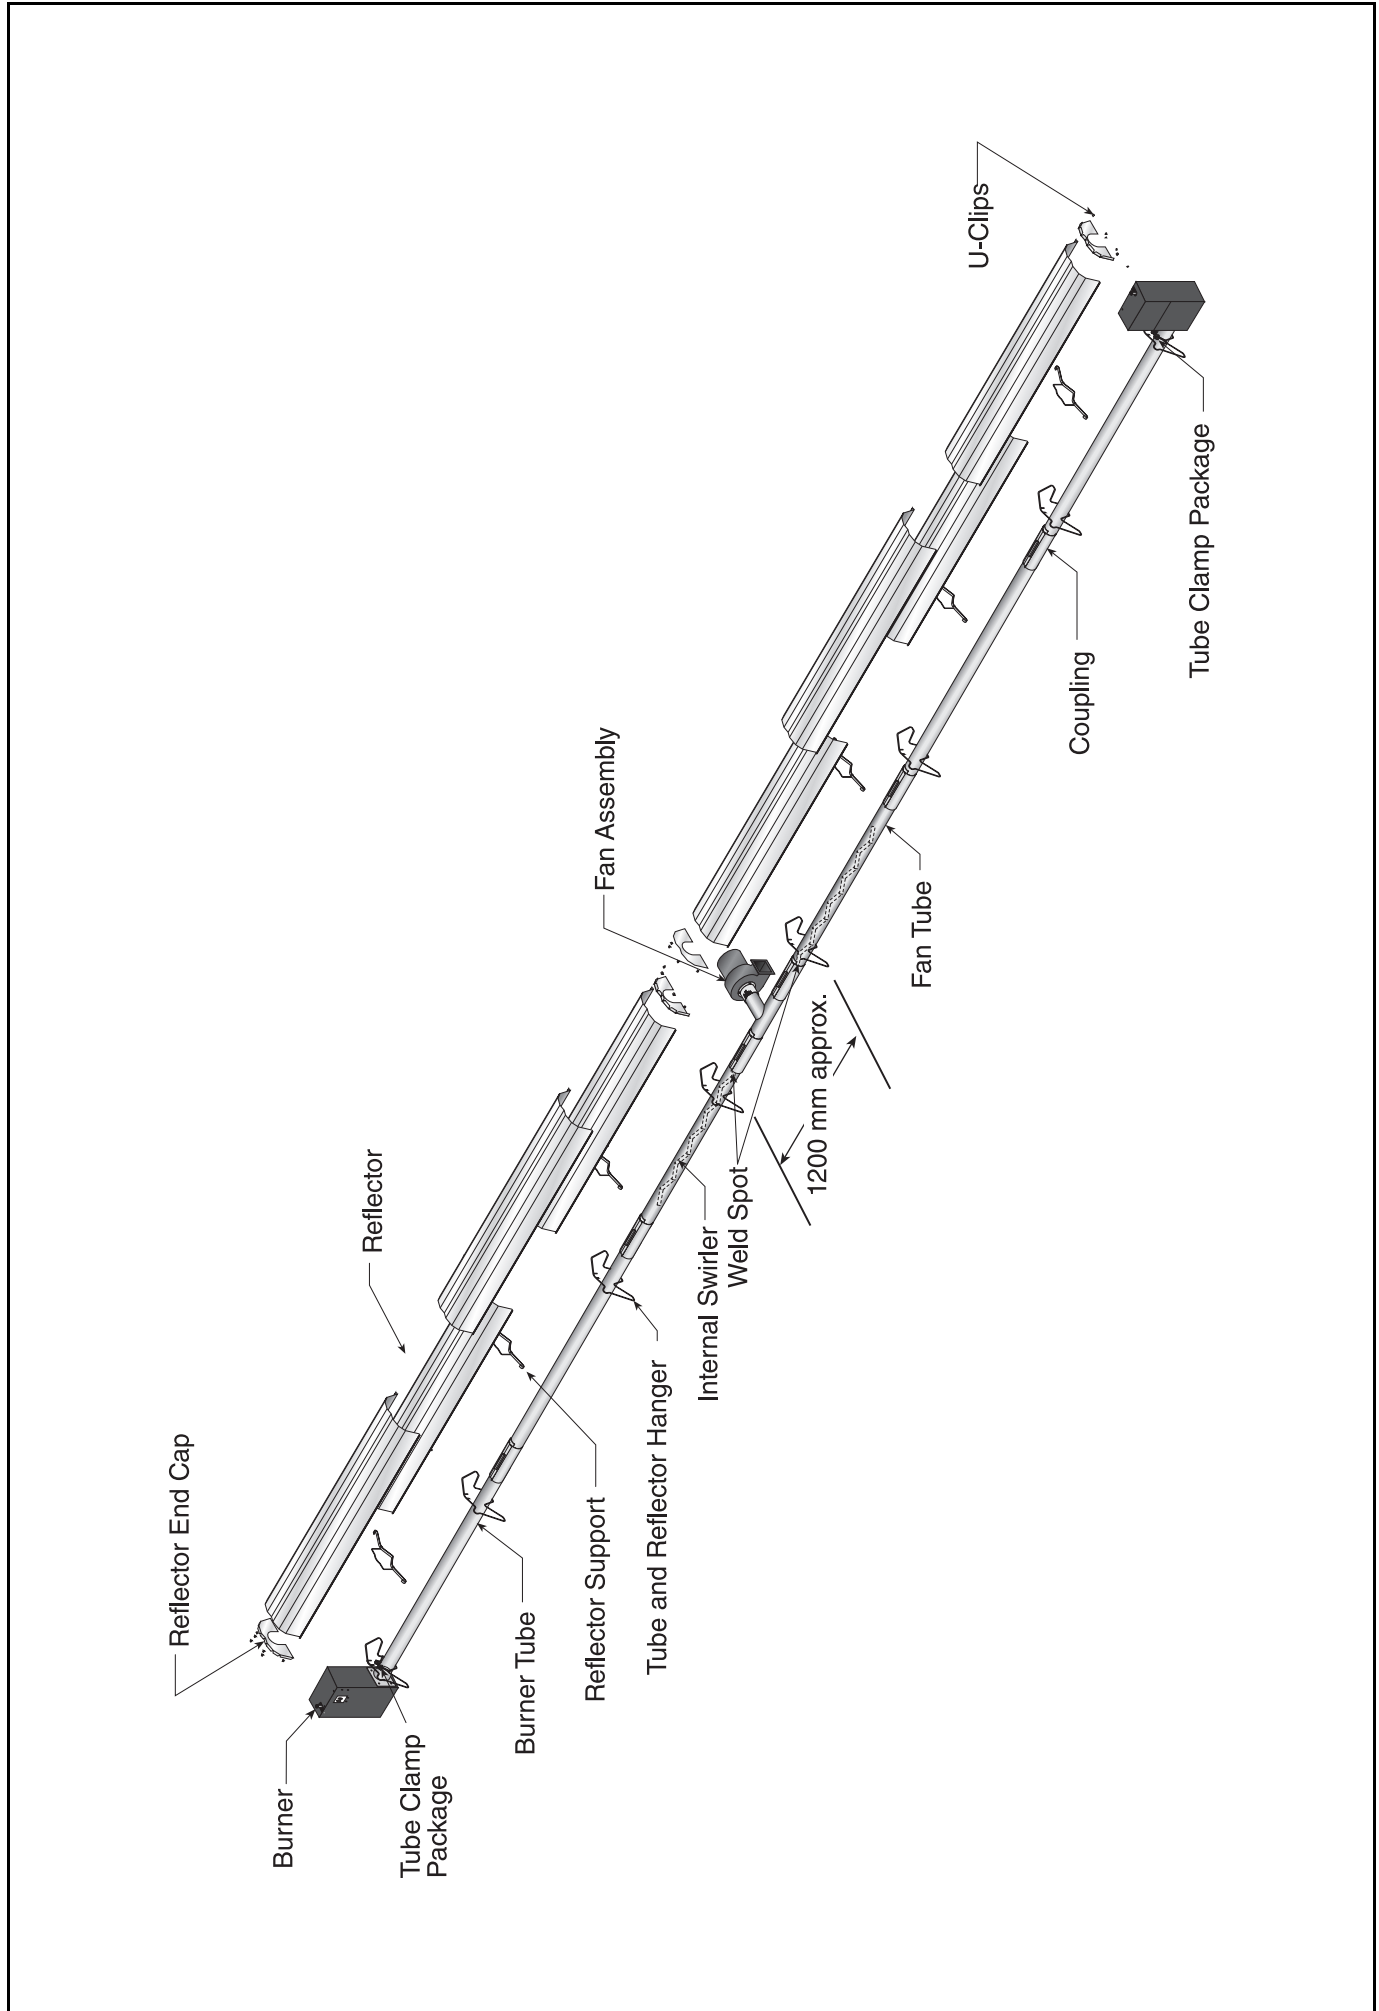 Burner
Tube Clamp
Package
Reflector End Cap
Burner Tube
Reflector Support
Tube and Reflector Hanger
Reflector
Internal Swirler
Weld Spot
1200 mm approx.
Fan Assembly
Fan Tube
Coupling
Tube Clamp Package
U-Clips